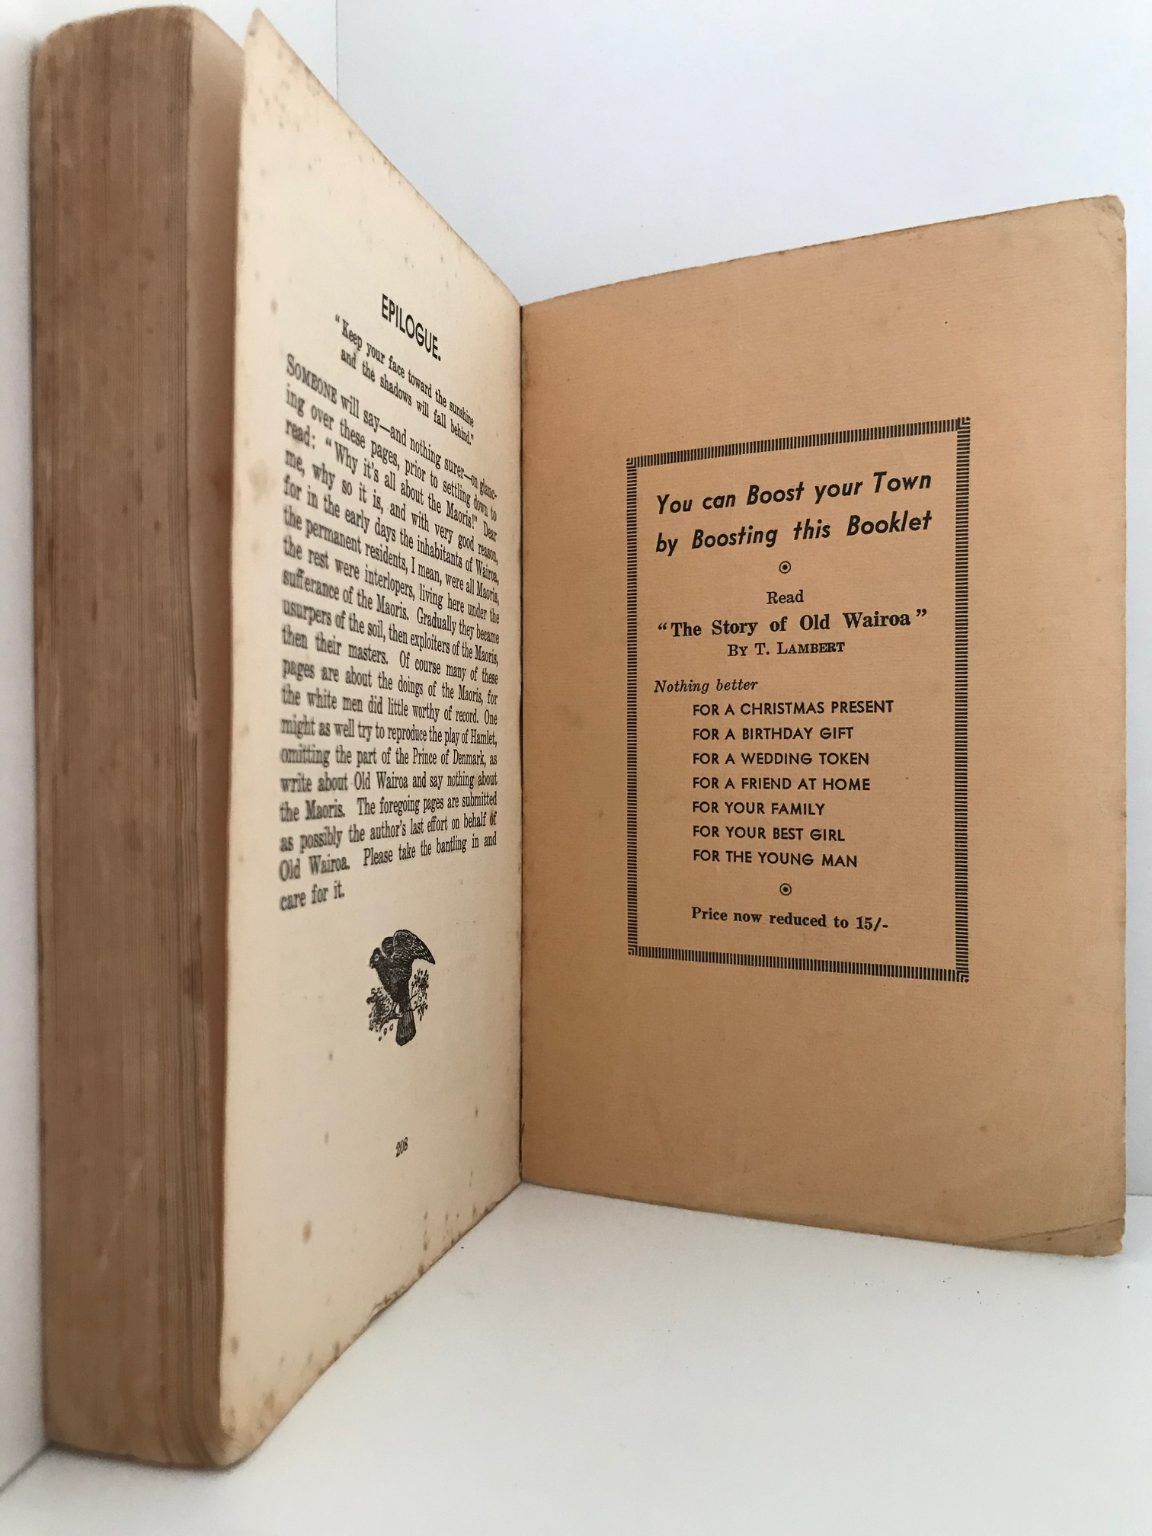 EPILOGUE.
"Keep your face toward the sunshine
and the shadows will fall behind."
SOMEONE will say—and nothing surer—on glanc-
ing over these pages, prior to settling down to
read: "Why it's all about the Maoris!" Dear
me, why so it is, and with very good reason,
for in the early days the inhabitants of Wairoa,
the permanent residents, I mean, were all Maoris,
the rest were interlopers, living here under the
sufferance of the Maoris. Gradually they became
usurpers of the soil, then exploiters of the Maoris,
then their masters. Of course many of these
pages are about the doings of the Maoris, for
the white men did little worthy of record. One
might as well try to reproduce the play of Hamlet,
omitting the part of the Prince of Denmark, as
write about Old Wairoa and say nothing about
the Maoris. The foregoing pages are submitted
as possibly the author's last effort on behalf of
Old Wairoa. Please take the bantling in and
care for it.
208
You can Boost your Town
by Boosting this Booklet
Read
"The Story of Old Wairoa"
BY T. LAMBERT
Nothing better
FOR A CHRISTMAS PRESENT
FOR A BIRTHDAY GIFT
FOR A WEDDING TOKEN
FOR A FRIEND AT HOME
FOR YOUR FAMILY
FOR YOUR BEST GIRL
FOR THE YOUNG MAN
Price now reduced to 15/-